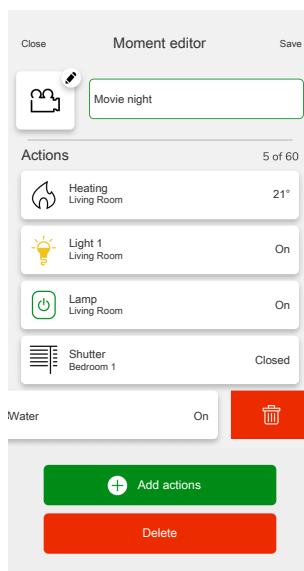 Close Moment editor Save
Movie night
Actions 5 of 60
Heating
Living Room
21°
Light 1
Living Room
On
Lamp
Living Room
On
Shutter
Bedroom 1
Closed
Water On
Add actions
Delete